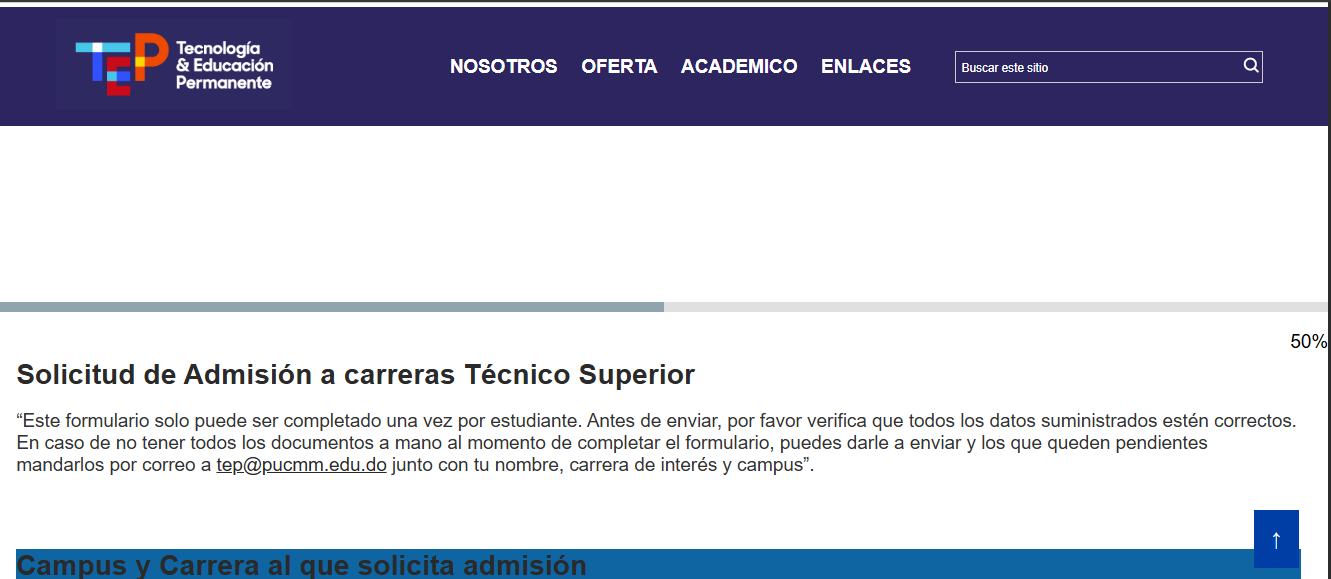 TEP
Tecnología
& Educación
Permanente
NOSOTROS OFERTA ACADEMICO ENLACES
Buscar este sitio
50%
Solicitud de Admisión a carreras Técnico Superior
“Este formulario solo puede ser completado una vez por estudiante. Antes de enviar, por favor verifica que todos los datos suministrados estén correctos.
En caso de no tener todos los documentos a mano al momento de completar el formulario, puedes darle a enviar y los que queden pendientes
mandarlos por correo a tep@pucmm.edu.do junto con tu nombre, carrera de interés y campus”.
↑
Campus y Carrera al que solicita admisión